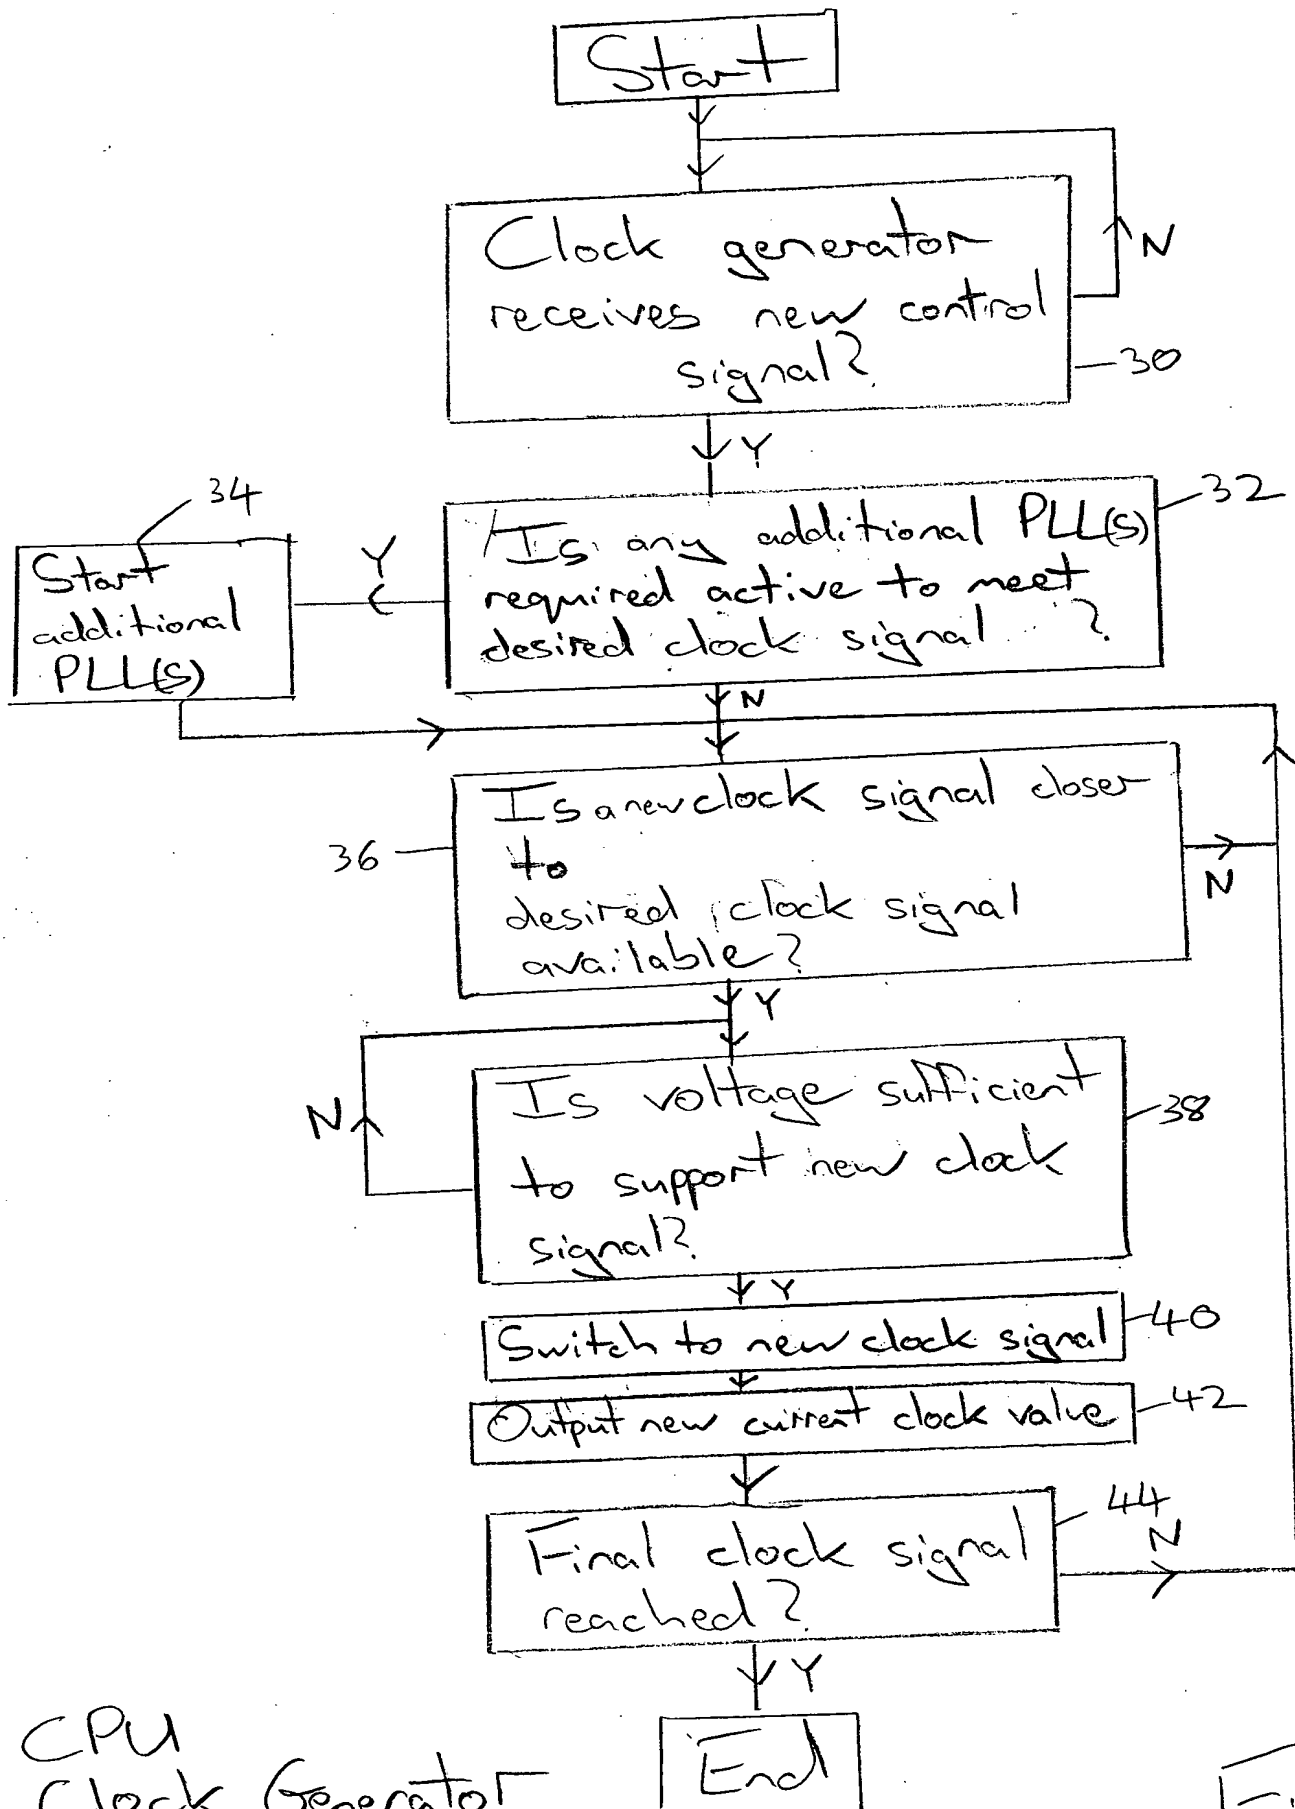 Start
Clock generator
receives new control
signal?
N
30
Y
34
32
Start
additional
PLL(s)
Y
Is any additional PLL(s)
required active to meet
desired clock signal ?
N
Is a new clock signal closer
to
desired clock signal
available?
36
N
Y
N
Is voltage sufficient
to support new clock
signal?
38
Y
Switch to new clock signal
40
Output new current clock value
42
Final clock signal
reached?
44
N
Y
End
CPU
Clock Generator